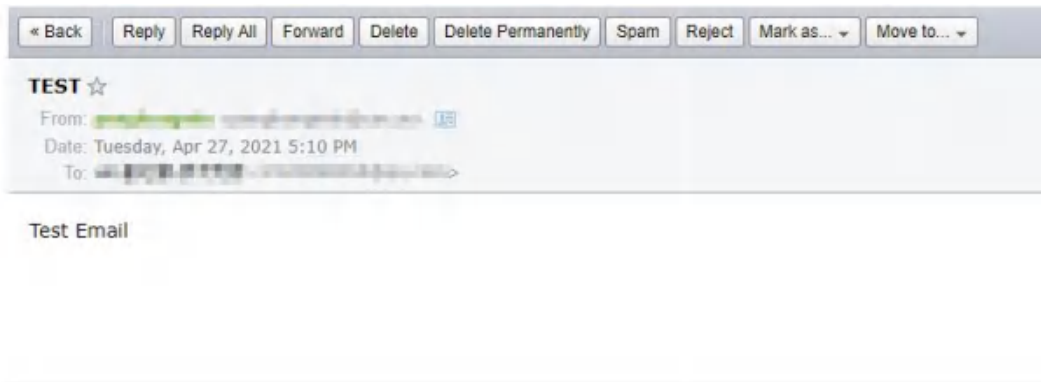 « Back Reply Reply All Forward Delete Delete Permanently Spam Reject Mark as... Move to...
TEST
From:
Date: Tuesday, Apr 27, 2021 5:10 PM
To: >
Test Email